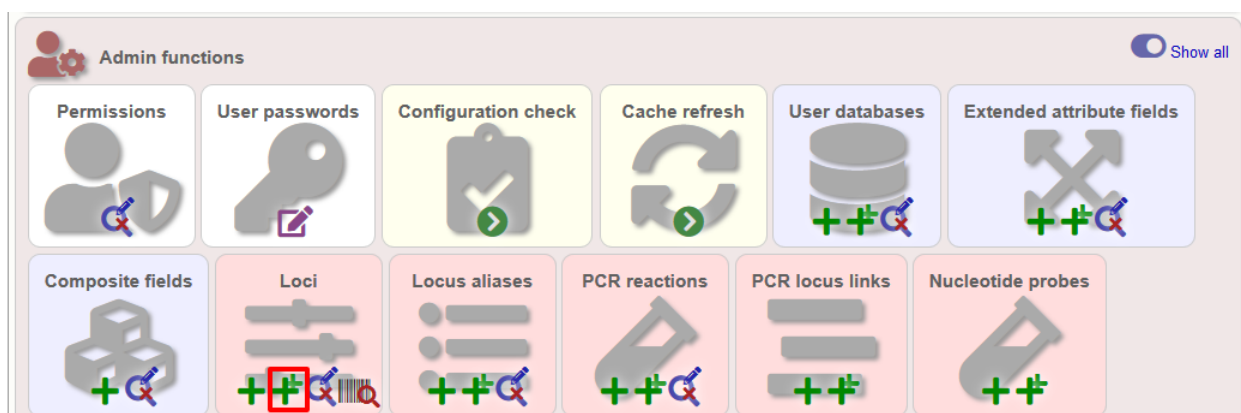 Admin functions
Show all
Permissions
User passwords
Configuration check
Cache refresh
User databases
Extended attribute fields
Composite fields
Loci
Locus aliases
PCR reactions
PCR locus links
Nucleotide probes